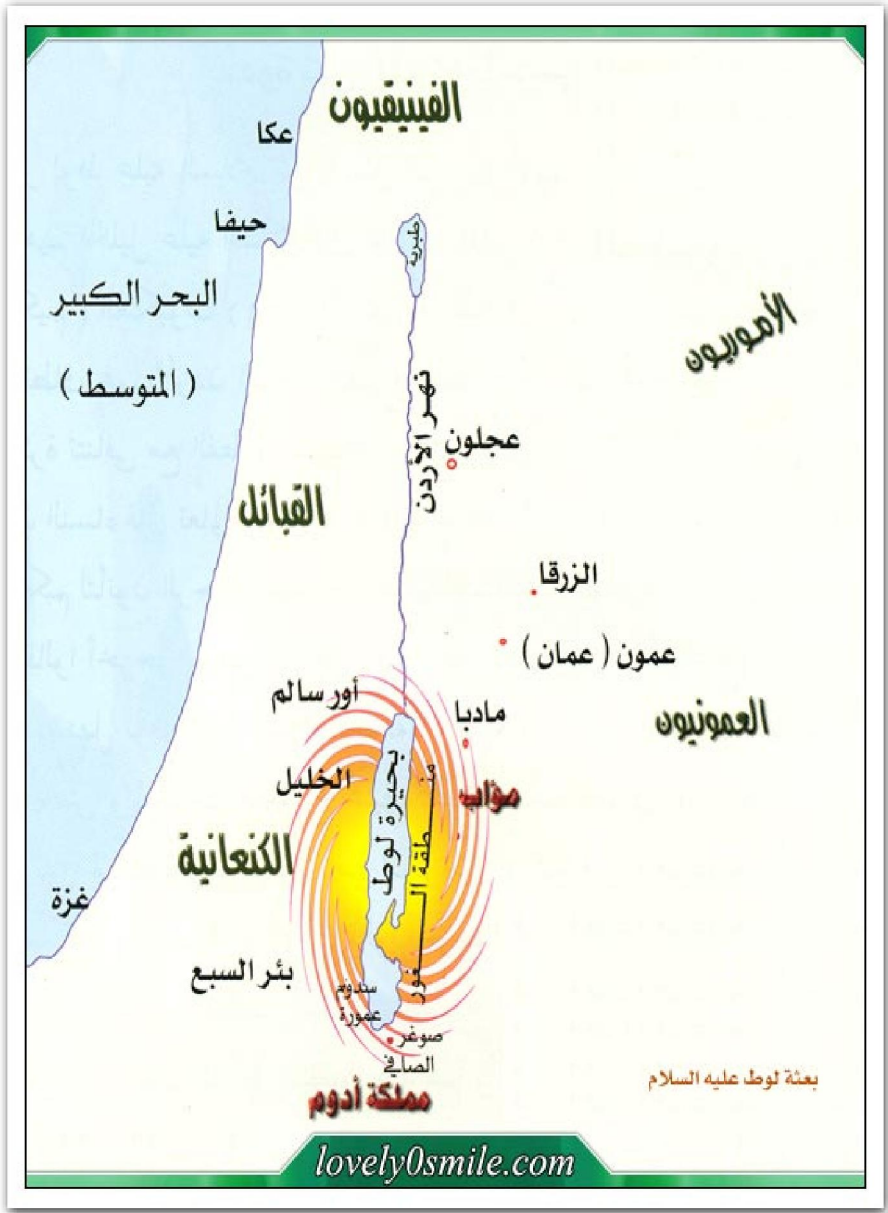 الفينيقيون
عكا
حيفا
طبرية
البحر الكبير
(المتوسط)
الأموريون
نهر الأردن
عجلون
القبائل
الزرقا
عمون (عمان)
أور سالم
مادبا
العمونيون
الخليل
بحيرة لوط
منطقة الغور
مؤاب
الكنعانية
غزة
بئر السبع
سدوم
عمورة
صوغر
الصافي
مملكة أدوم
بعثة لوط عليه السلام
lovely0smile.com